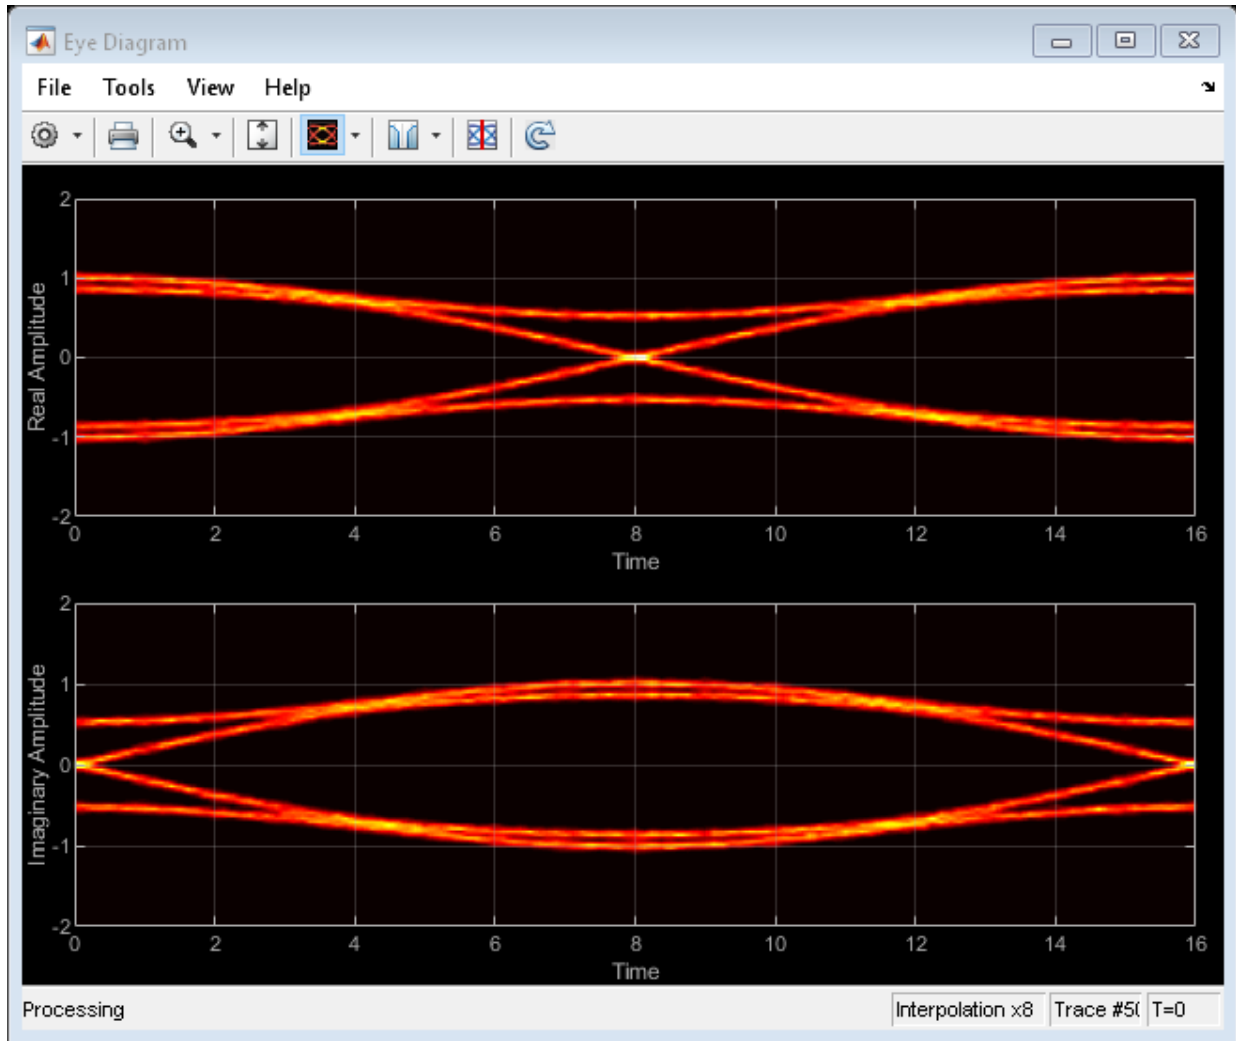 Eye Diagram
File Tools View Help
2
1
0
-1
-2
Real Amplitude
0 2 4 6 8 10 12 14 16
Time
2
1
0
-1
-2
Imaginary Amplitude
0 2 4 6 8 10 12 14 16
Time
Processing Interpolation x8 Trace #50 T=0